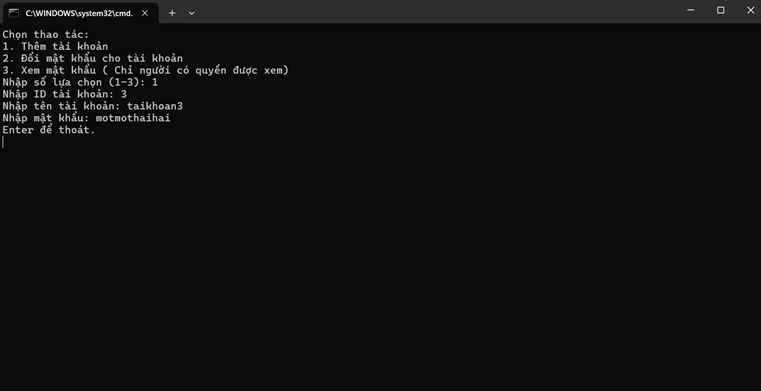 C:\WINDOWS\system32\cmd.
Chọn thao tác:
1. Thêm tài khoản
2. Đổi mật khẩu cho tài khoản
3. Xem mật khẩu ( Chỉ người có quyền được xem)
Nhập số lựa chọn (1-3): 1
Nhập ID tài khoản: 3
Nhập tên tài khoản: taikhoan3
Nhập mật khẩu: motmothaihai
Enter để thoát.